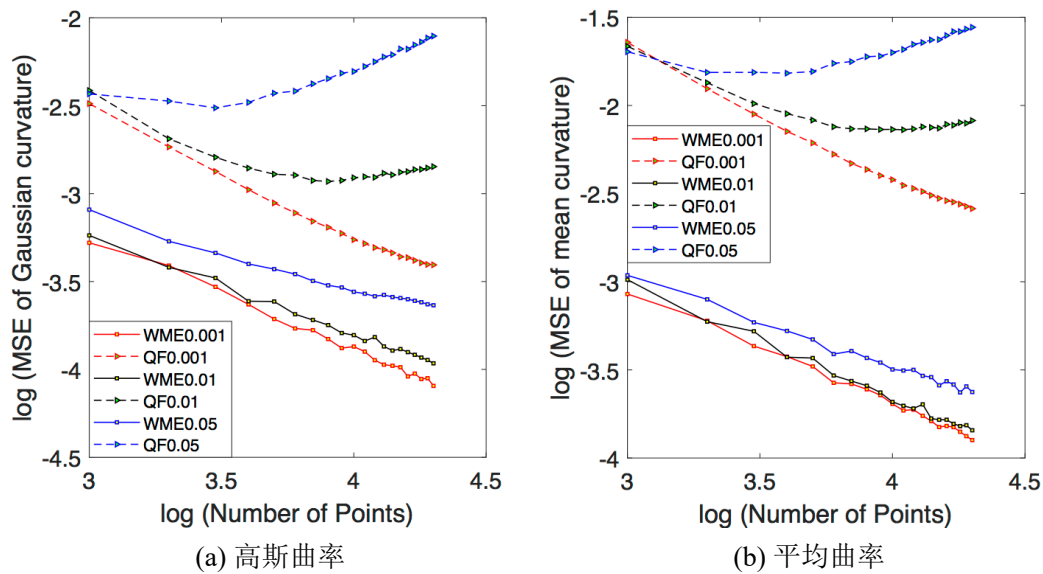 -2
-2.5
-3
-3.5
-4
-4.5
log (MSE of Gaussian curvature)
WME0.001
QF0.001
WME0.01
QF0.01
WME0.05
QF0.05
3
3.5
4
4.5
log (Number of Points)
(a) 高斯曲率
-1.5
-2
-2.5
-3
-3.5
-4
log (MSE of mean curvature)
WME0.001
QF0.001
WME0.01
QF0.01
WME0.05
QF0.05
3
3.5
4
4.5
log (Number of Points)
(b) 平均曲率